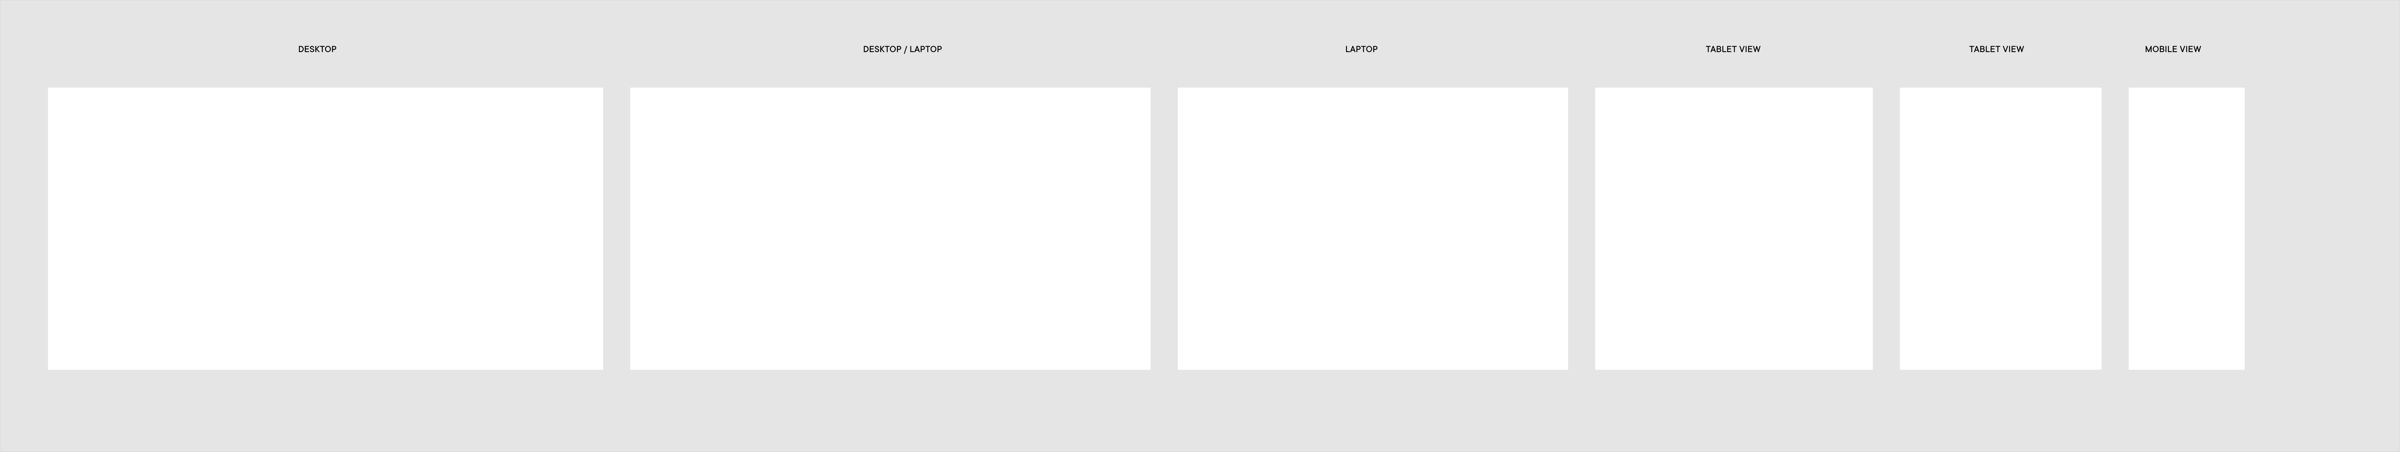 DESKTOP
DESKTOP / LAPTOP
LAPTOP
TABLET VIEW
TABLET VIEW
MOBILE VIEW